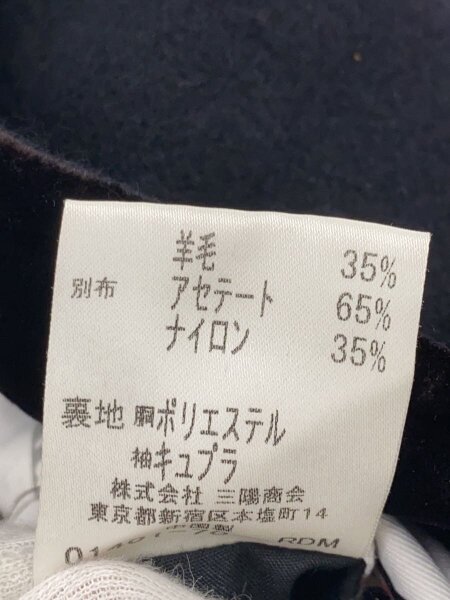 羊毛 35%
別布 アセテート 65%
ナイロン 35%
裏地 胴ポリエステル
袖キュプラ
株式会社 三陽商会
東京都新宿区本塩町14
RDM